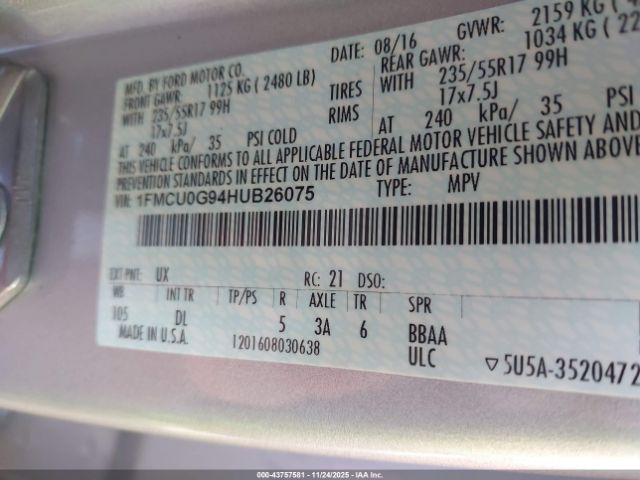 MFD. BY FORD MOTOR CO. DATE: 08/16 GVWR: 2159 KG
FRONT GAWR: 1125 KG ( 2480 LB) REAR GAWR: 1034 KG ( 22
WITH 235/55R17 99H TIRES WITH 235/55R17 99H
17x7.5J RIMS 17x7.5J
AT 240 kPa/ 35 PSI COLD AT 240 kPa/ 35 PSI
THIS VEHICLE CONFORMS TO ALL APPLICABLE FEDERAL MOTOR VEHICLE SAFETY AND
PREVENTION STANDARDS IN EFFECT ON THE DATE OF MANUFACTURE SHOWN ABOVE
VIN: 1FMCU0G94HUB26075 TYPE: MPV
EXT PNT: UX RC: 21 DSO:
WB INT TR TP/PS R AXLE TR SPR
105 DL 5 3A 6 BBAA
MADE IN U.S.A. 1201608030638 ULC ▽5U5A-3520472
000-43757581 - 11/24/2025 - IAAI COPART